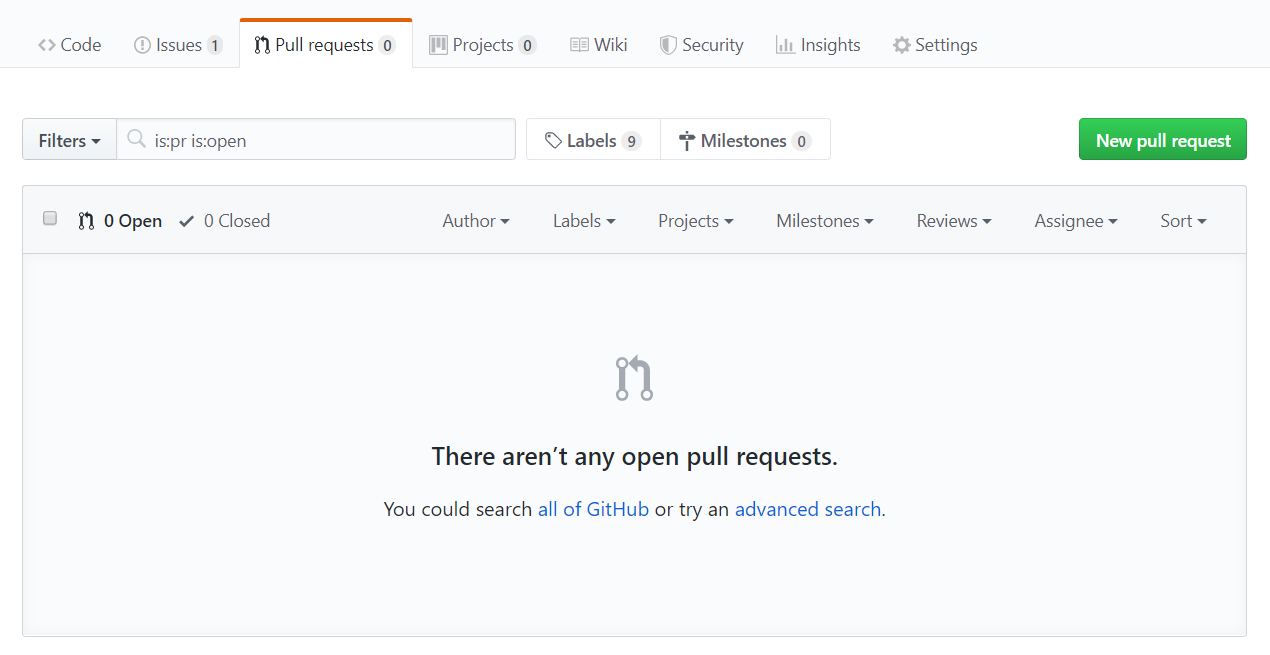 Code Issues 1 Pull requests 0 Projects 0 Wiki Security Insights Settings
Filters is:pr is:open Labels 9 Milestones 0 New pull request
0 Open 0 Closed Author Labels Projects Milestones Reviews Assignee Sort
There aren’t any open pull requests.
You could search all of GitHub or try an advanced search.